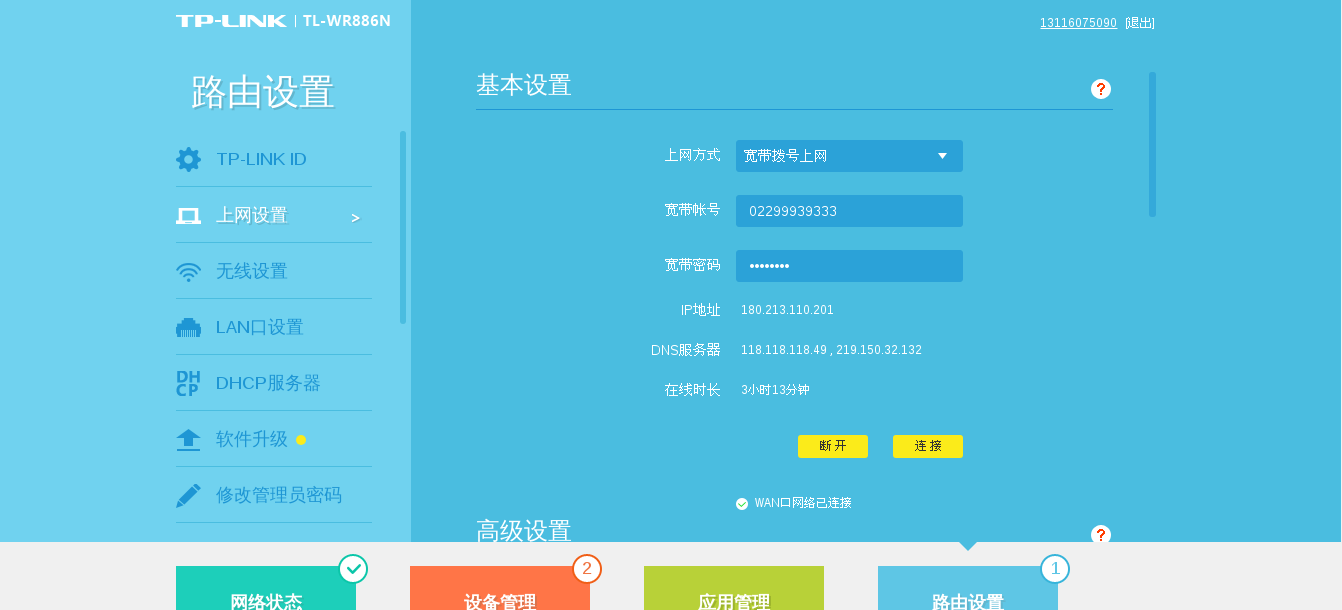 TP-LINK | TL-WR886N
13116075090 [退出]
路由设置
TP-LINK ID
上网设置 >
无线设置
LAN口设置
DHCP
DHCP服务器
软件升级
修改管理员密码
基本设置
?
上网方式 宽带拨号上网
宽带帐号 02299939333
宽带密码 ••••••••
IP地址 180.213.110.201
DNS服务器 118.118.118.49 , 219.150.32.132
在线时长 3小时13分钟
断开 连接
WAN口网络已连接
高级设置
?
网络状态
2
设备管理
应用管理
1
路由设置